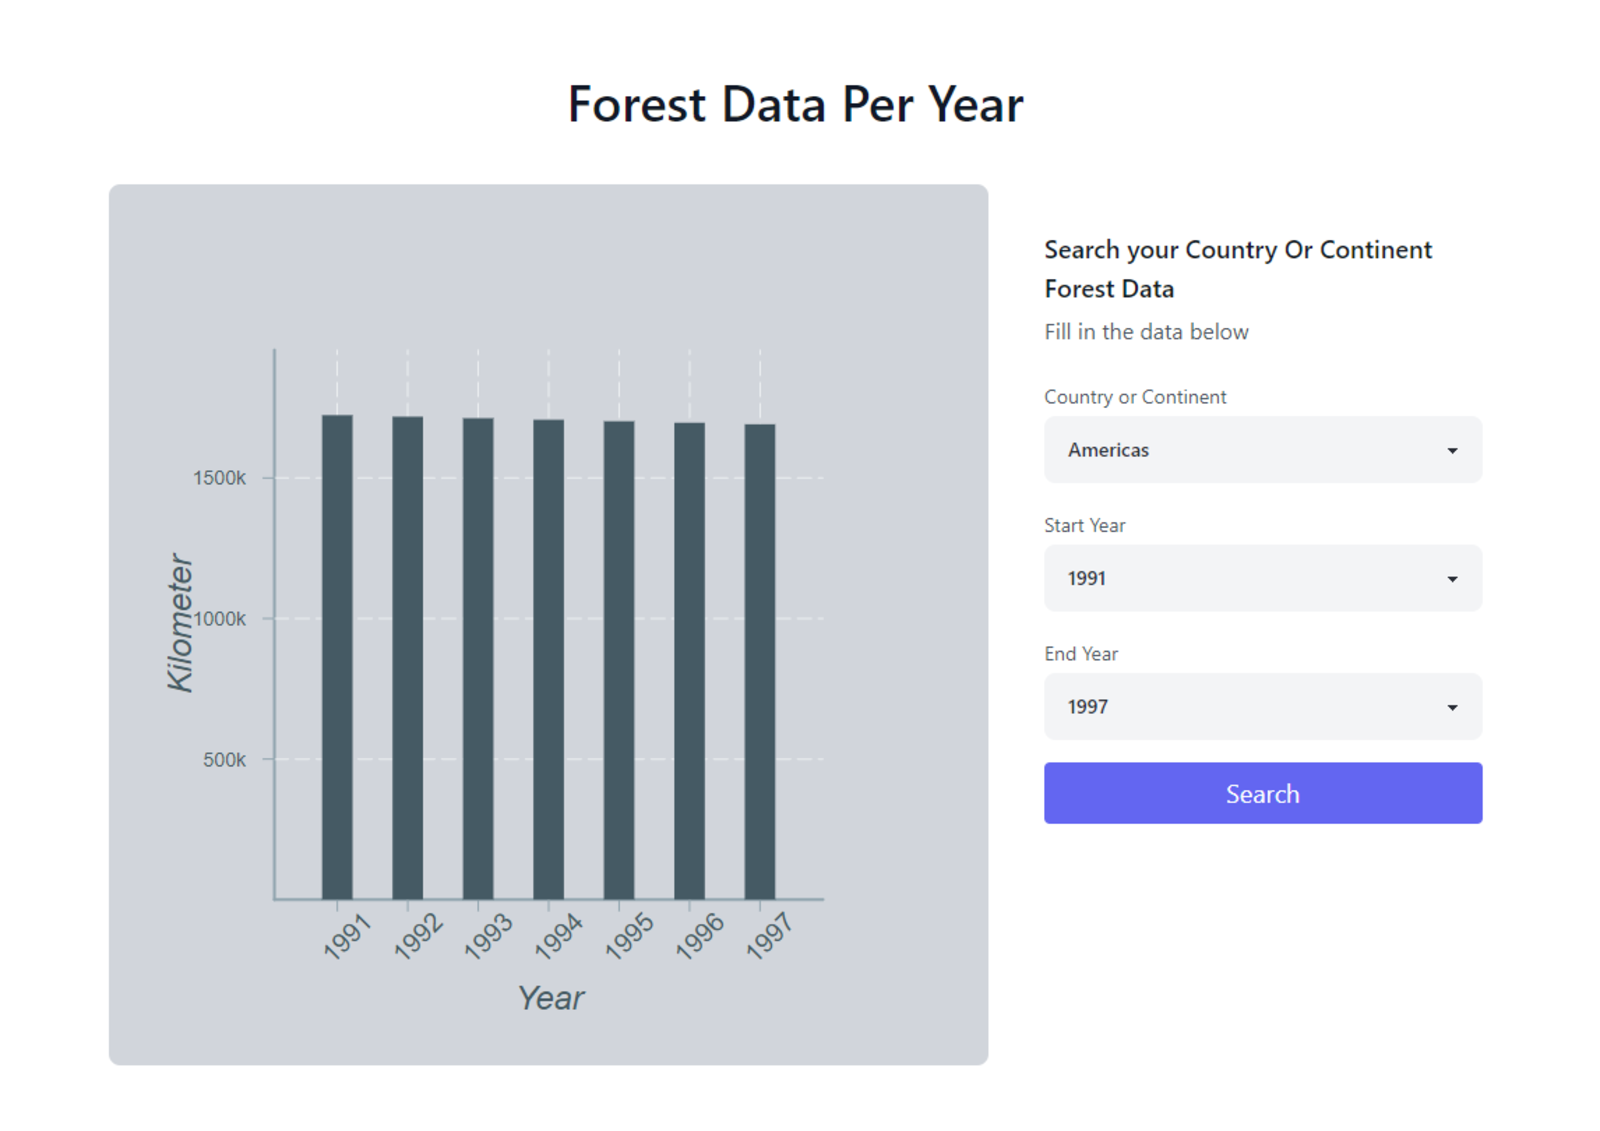 Forest Data Per Year
1500k
1000k
500k
Kilometer
1991
1992
1993
1994
1995
1996
1997
Year
Search your Country Or Continent
Forest Data
Fill in the data below
Country or Continent
Americas
Start Year
1991
End Year
1997
Search